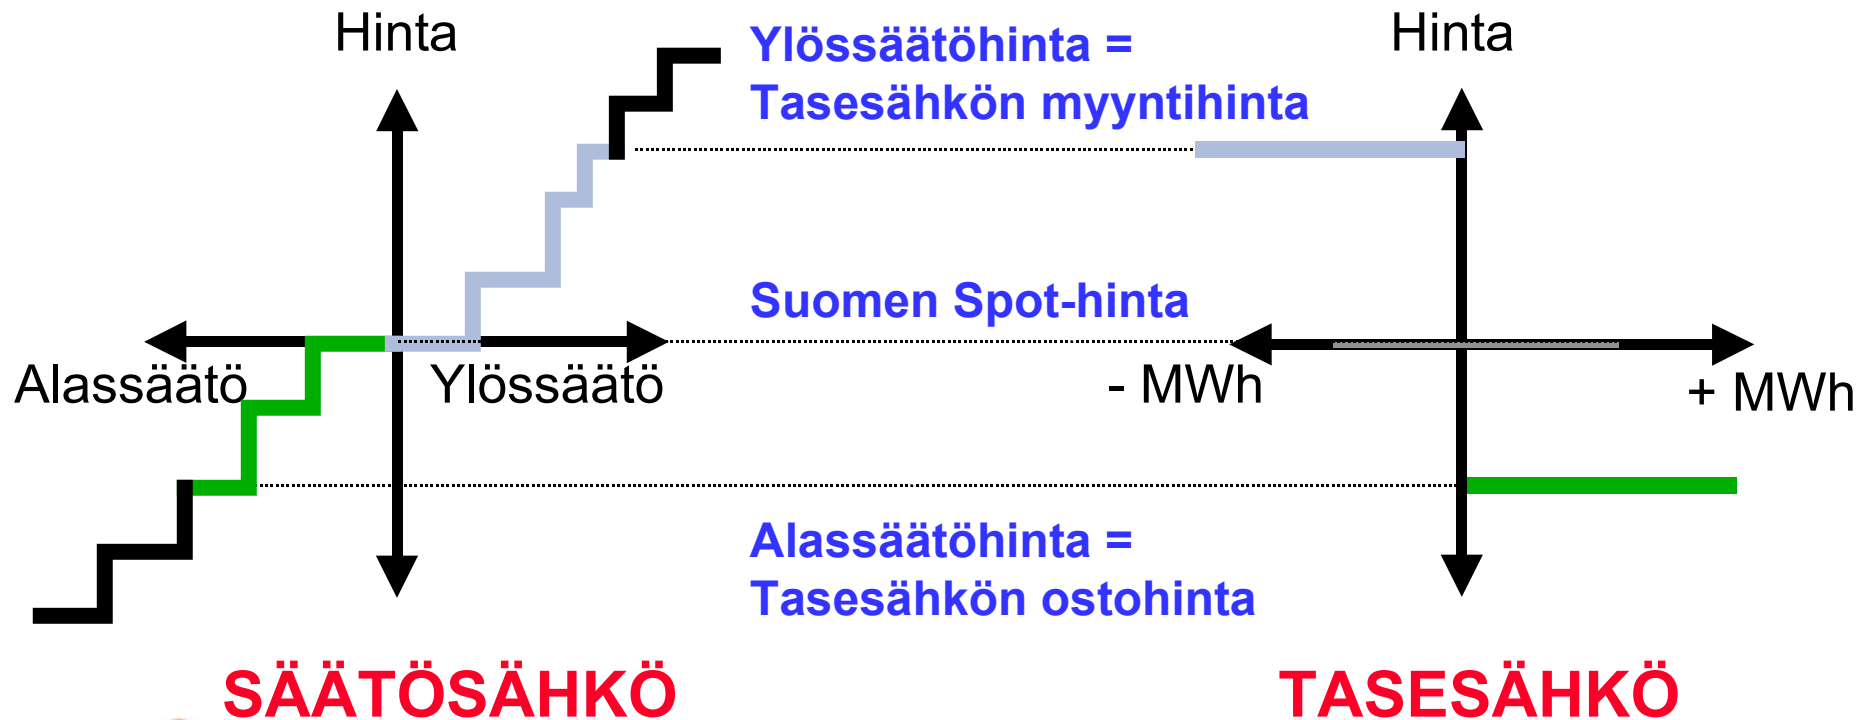 Hinta
Ylössäätöhinta =
Tasesähkön myyntihinta
Hinta
Suomen Spot-hinta
Alassäätö
Ylössäätö
- MWh
+ MWh
Alassäätöhinta =
Tasesähkön ostohinta
SÄÄTÖSÄHKÖ
TASESÄHKÖ